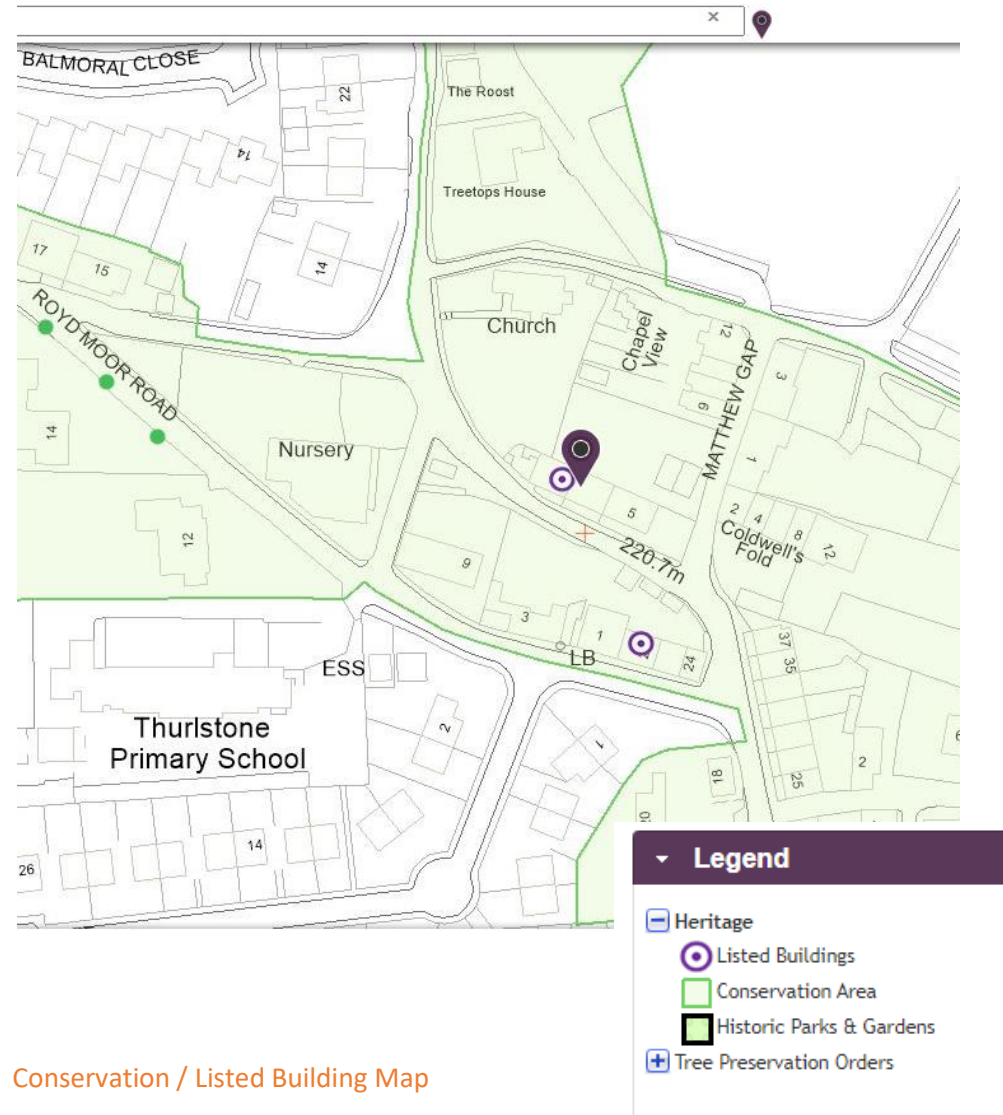 ×
BALMORAL CLOSE
22
The Roost
14
Treetops House
17
15
14
ROYD MOOR ROAD
Church
Chapel
View
12
3
6
MATTHEW GAP
14
Nursery
1
5
2
4
8
12
Coldwell's
Fold
12
9
220.7m
3
1
LB
24
37
35
ESS
Thurlstone
Primary School
2
1
18
25
2
6
14
26
Legend
Heritage
Listed Buildings
Conservation Area
Historic Parks & Gardens
Tree Preservation Orders
Conservation / Listed Building Map